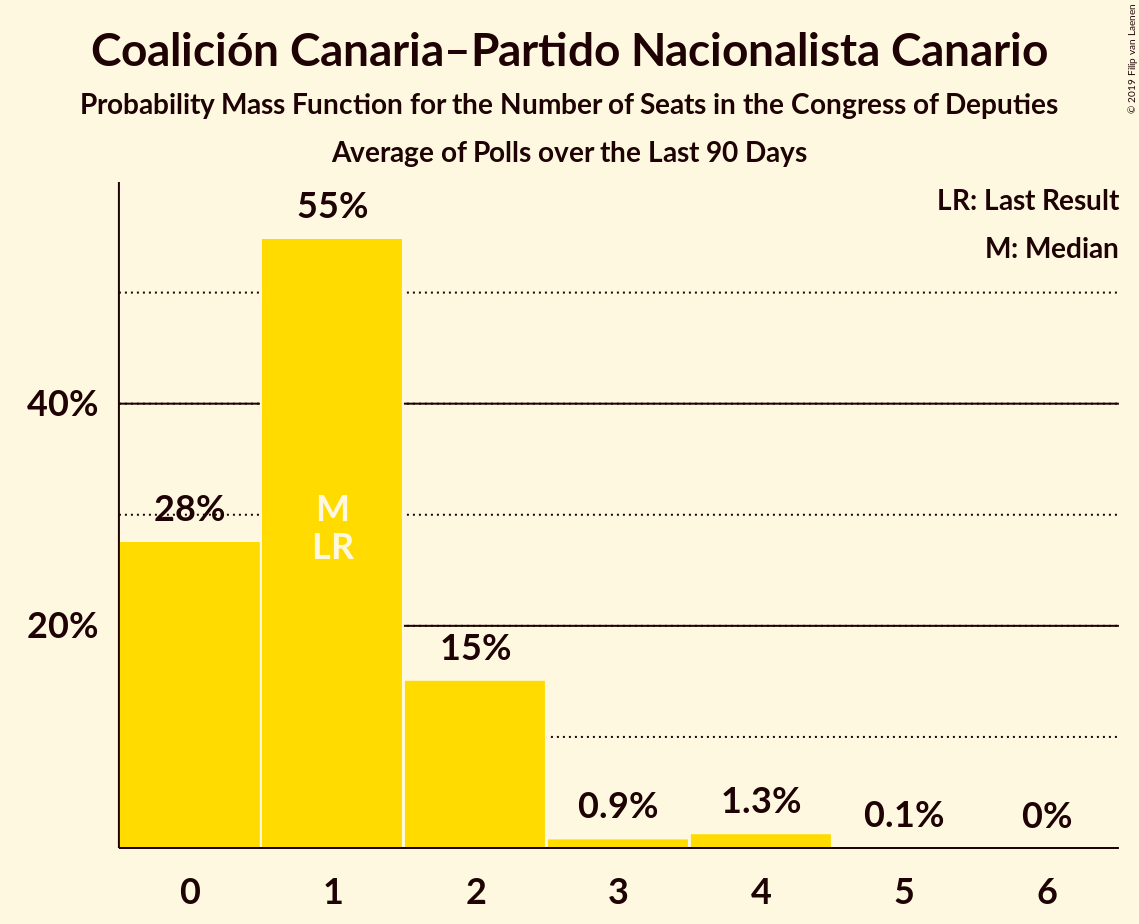 Coalición Canaria–Partido Nacionalista Canario
Probability Mass Function for the Number of Seats in the Congress of Deputies
Average of Polls over the Last 90 Days
© 2019 Filip van Laenen
LR: Last Result
M: Median
55%
40%
28%
M
LR
20%
15%
0.9%
1.3%
0.1%
0%
0 1 2 3 4 5 6